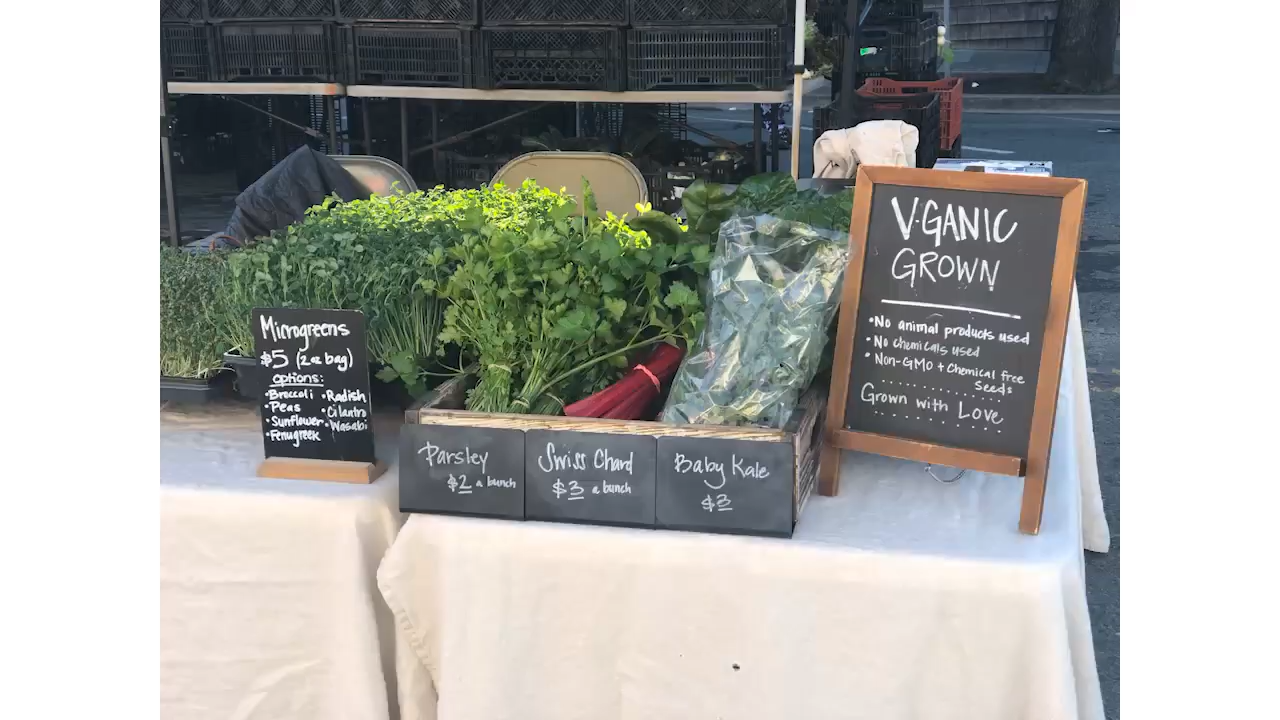 Microgreens
$5 (2oz bag)
options:
•Broccoli •Radish
•Peas •Cilantro
•Sunflower •Wasabi
•Fenugreek
Parsley
$2 a bunch
Swiss Chard
$3 a bunch
Baby Kale
$3
V-GANIC
GROWN
•No animal products used
•No chemicals used
•Non-GMO + chemical free
Seeds
Grown with Love